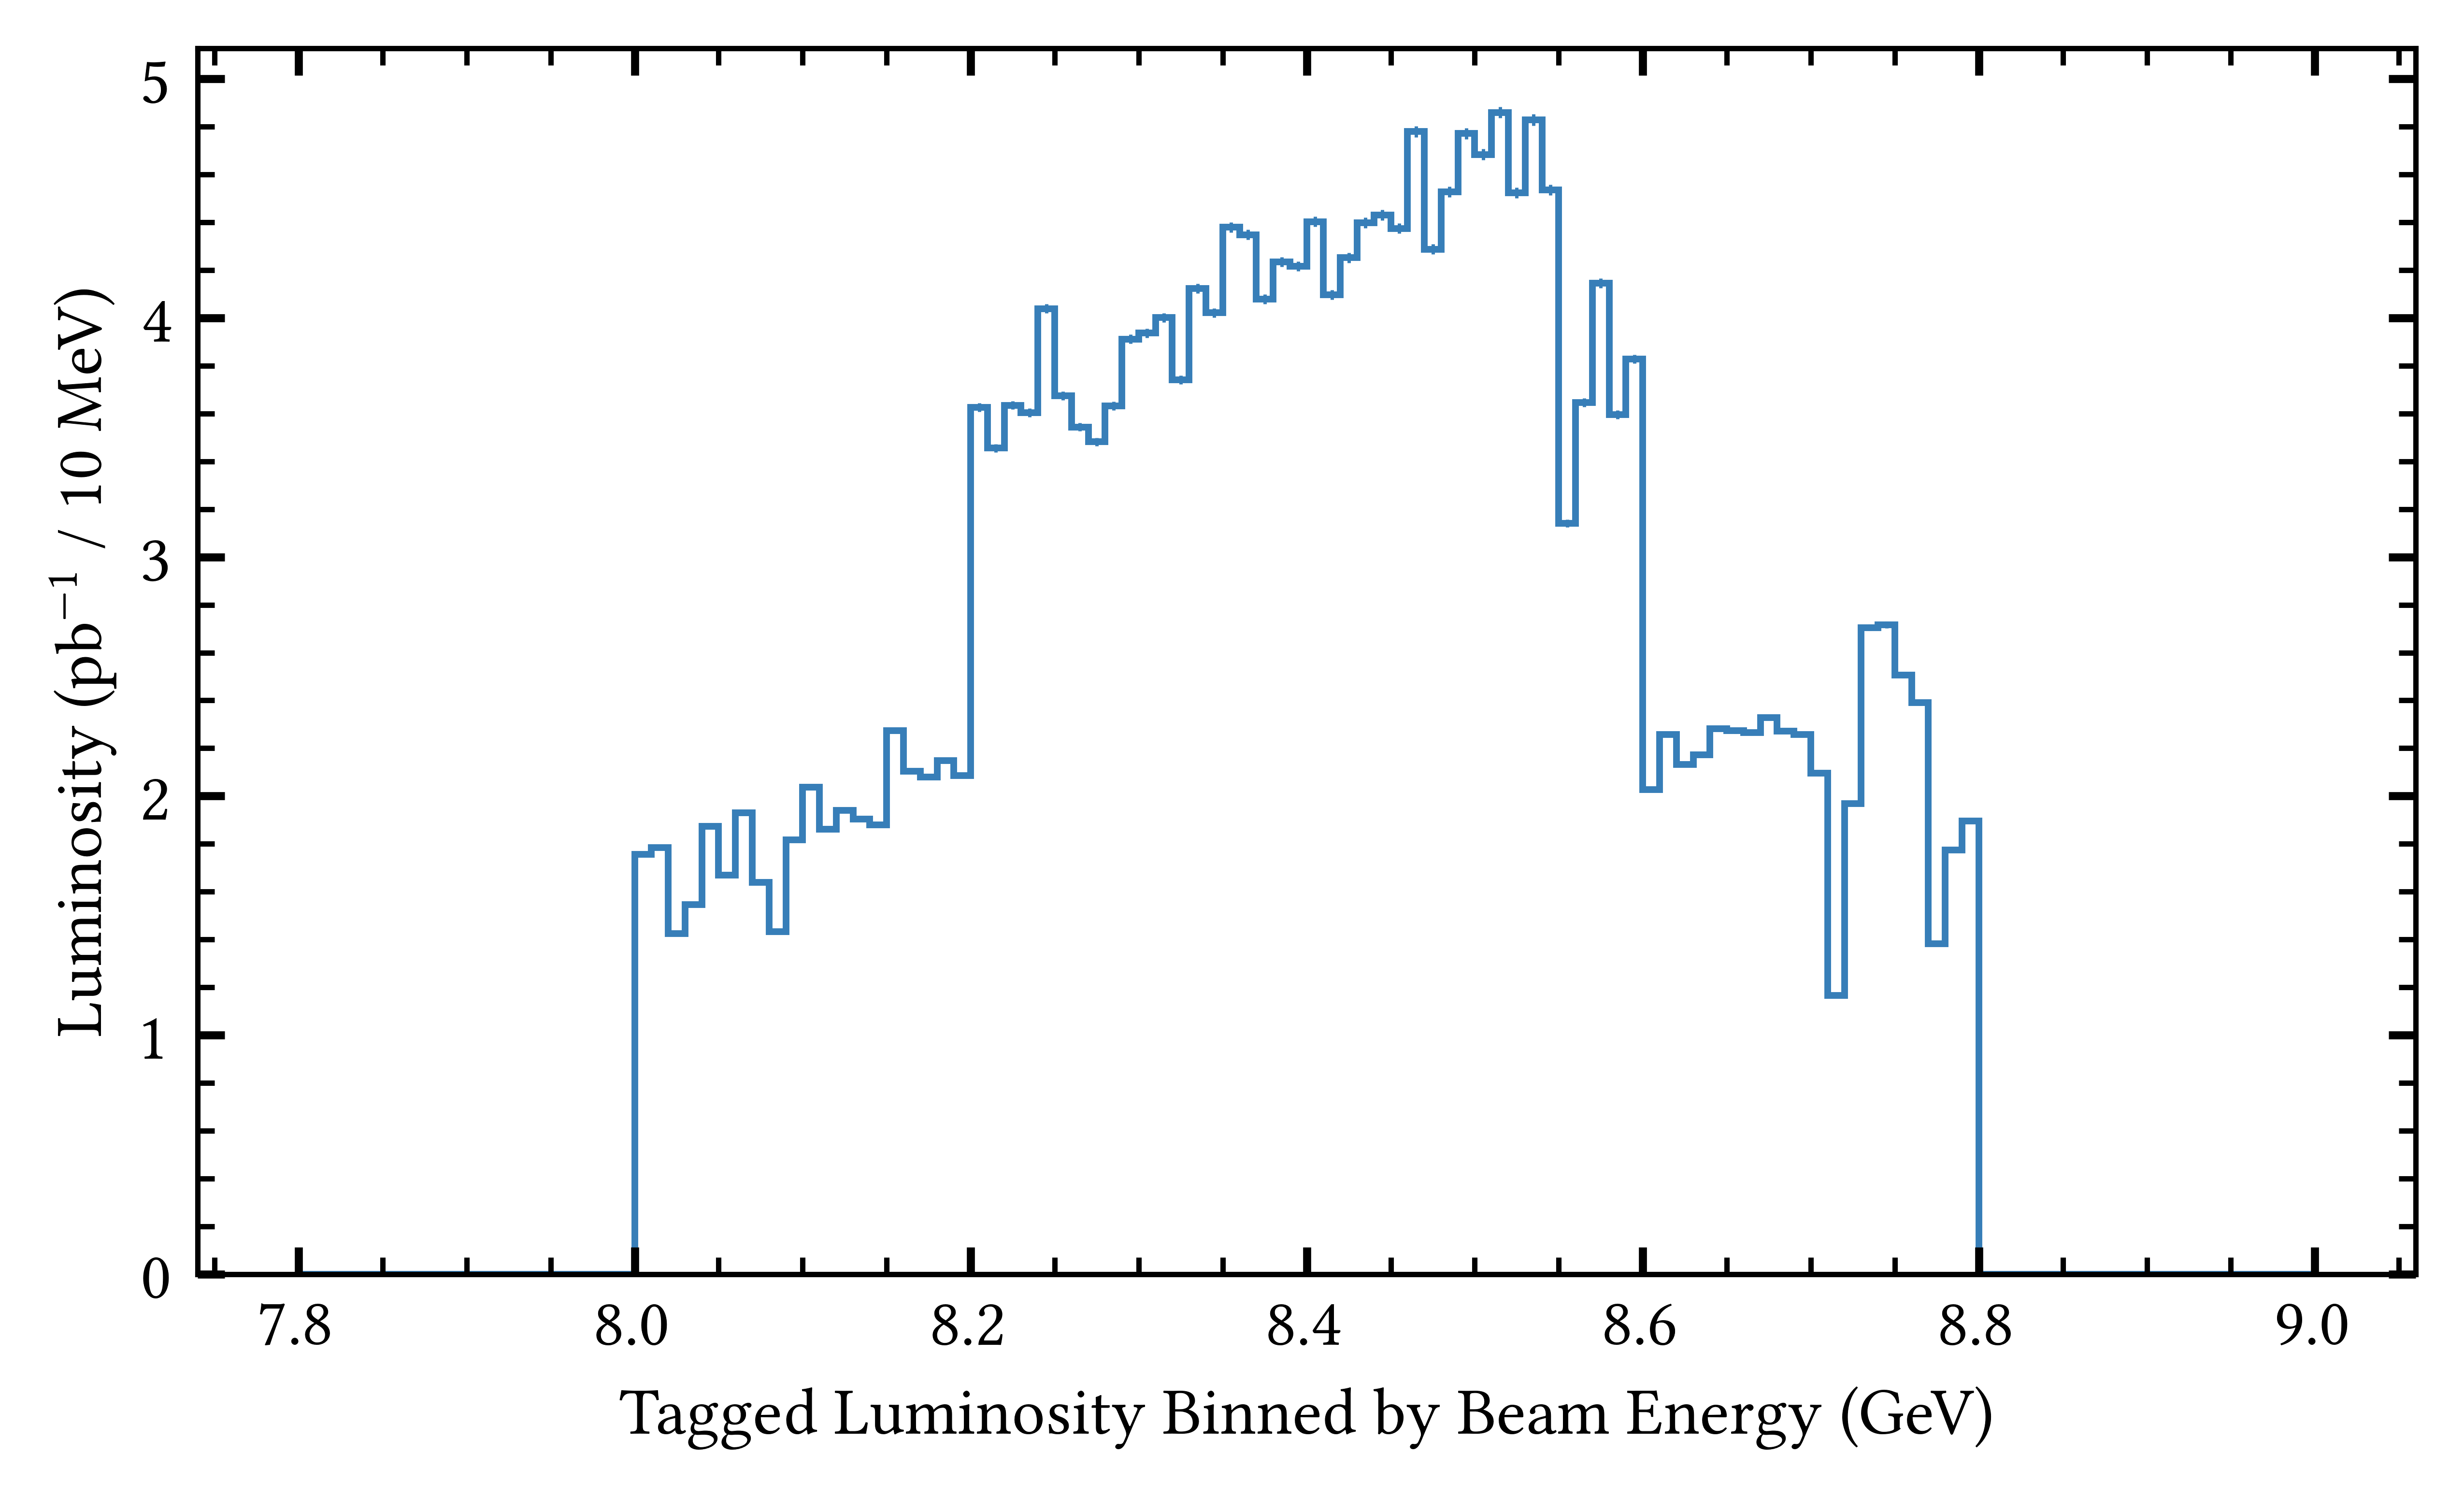 Luminosity (pb⁻¹ / 10 MeV)
5
4
3
2
1
0
7.8 8.0 8.2 8.4 8.6 8.8 9.0
Tagged Luminosity Binned by Beam Energy (GeV)